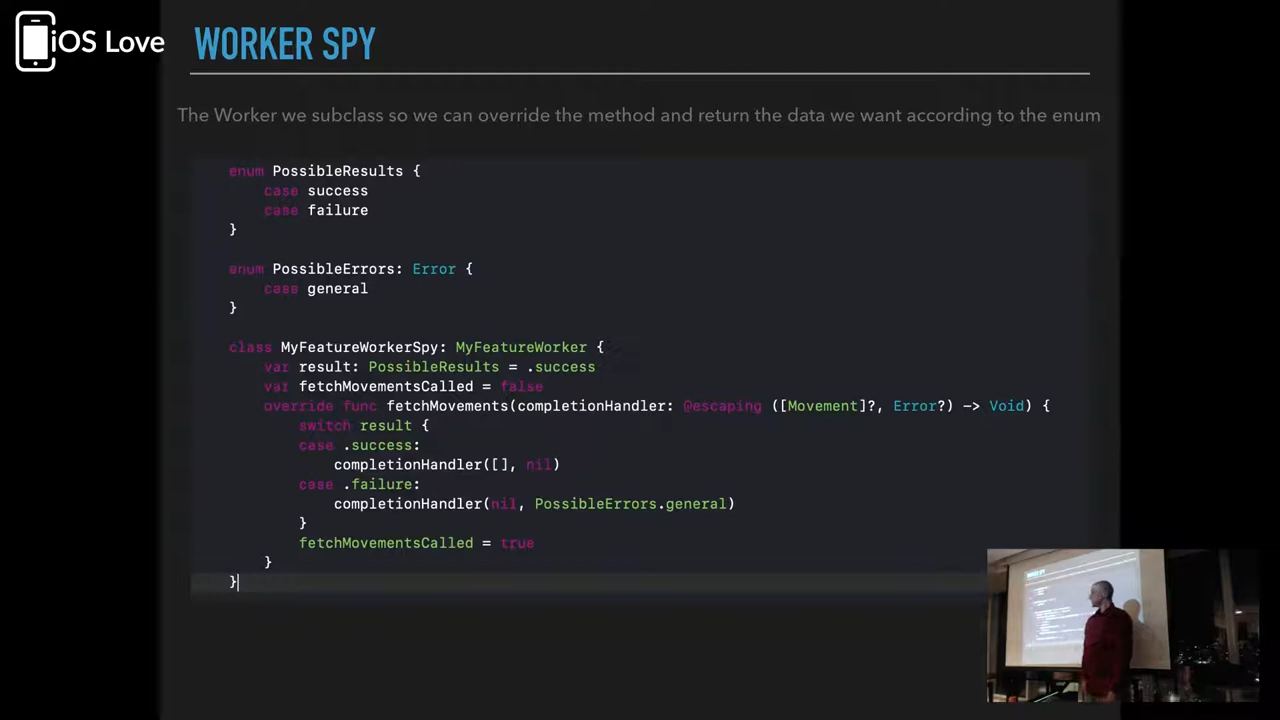 iOS Love
WORKER SPY
The Worker we subclass so we can override the method and return the data we want according to the enum
enum PossibleResults {
    case success
    case failure
}
enum PossibleErrors: Error {
    case general
}
class MyFeatureWorkerSpy: MyFeatureWorker {
    var result: PossibleResults = .success
    var fetchMovementsCalled = false
    override func fetchMovements(completionHandler: @escaping ([Movement]?, Error?) -> Void) {
        switch result {
        case .success:
            completionHandler([], nil)
        case .failure:
            completionHandler(nil, PossibleErrors.general)
        }
        fetchMovementsCalled = true
    }
}
WORKER SPY